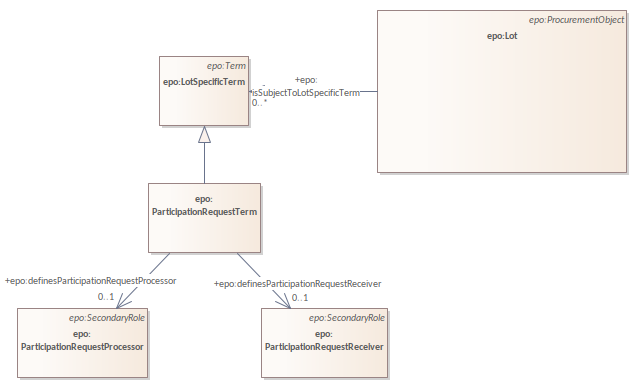 epo:ProcurementObject
epo:Lot
epo:Term
epo:LotSpecificTerm
+epo:
isSubjectToLotSpecificTerm
0..*
epo:
ParticipationRequestTerm
+epo:definesParticipationRequestProcessor
0..1
+epo:definesParticipationRequestReceiver
0..1
epo:SecondaryRole
epo:
ParticipationRequestProcessor
epo:SecondaryRole
epo:
ParticipationRequestReceiver